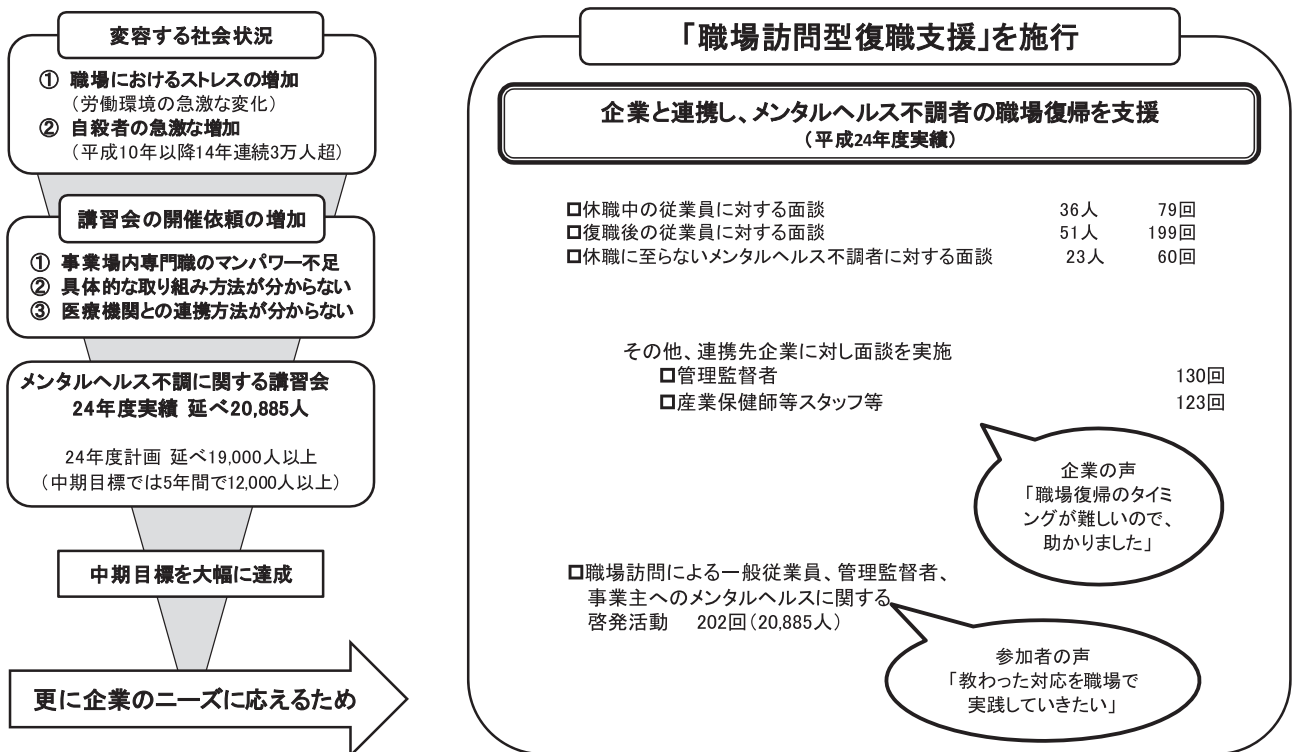 変容する社会状況
① 職場におけるストレスの増加
（労働環境の急激な変化）
② 自殺者の急激な増加
（平成10年以降14年連続3万人超）
講習会の開催依頼の増加
① 事業場内専門職のマンパワー不足
② 具体的な取り組み方法が分からない
③ 医療機関との連携方法が分からない
メンタルヘルス不調に関する講習会
24年度実績 延べ20,885人
24年度計画 延べ19,000人以上
（中期目標では5年間で12,000人以上）
中期目標を大幅に達成
更に企業のニーズに応えるため
「職場訪問型復職支援」を施行
企業と連携し、メンタルヘルス不調者の職場復帰を支援
（平成24年度実績）
□休職中の従業員に対する面談 36人 79回
□復職後の従業員に対する面談 51人 199回
□休職に至らないメンタルヘルス不調者に対する面談 23人 60回
その他、連携先企業に対し面談を実施
□管理監督者 130回
□産業保健師等スタッフ等 123回
企業の声
「職場復帰のタイミ
ングが難しいので、
助かりました」
□職場訪問による一般従業員、管理監督者、
事業主へのメンタルヘルスに関する
啓発活動 202回（20,885人）
参加者の声
「教わった対応を職場で
実践していきたい」